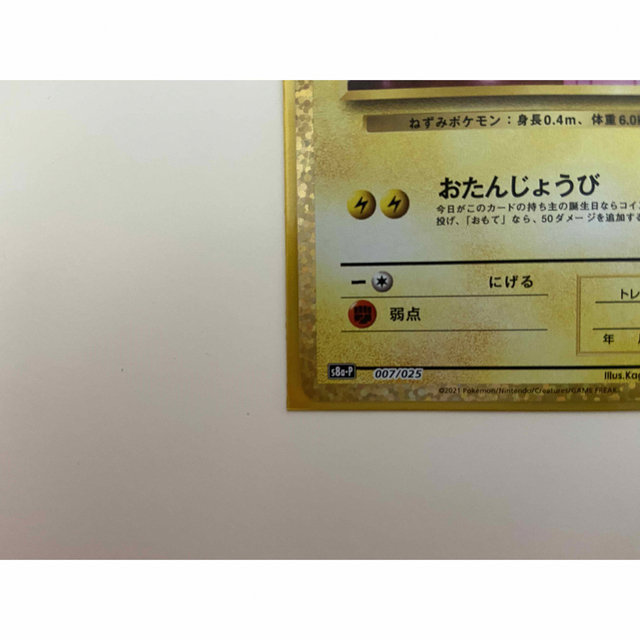 ねずみポケモン：身長0.4m、体重6.0
おたんじょうび
今日がこのカードの持ち主の誕生日ならコイ
投げ、「おもて」なら、50ダメージを追加する
にげる
トレ
弱点
年
s8a-P 007/025
Illus.Kag
©2021 Pokémon/Nintendo/Creatures/GAME FREAK.